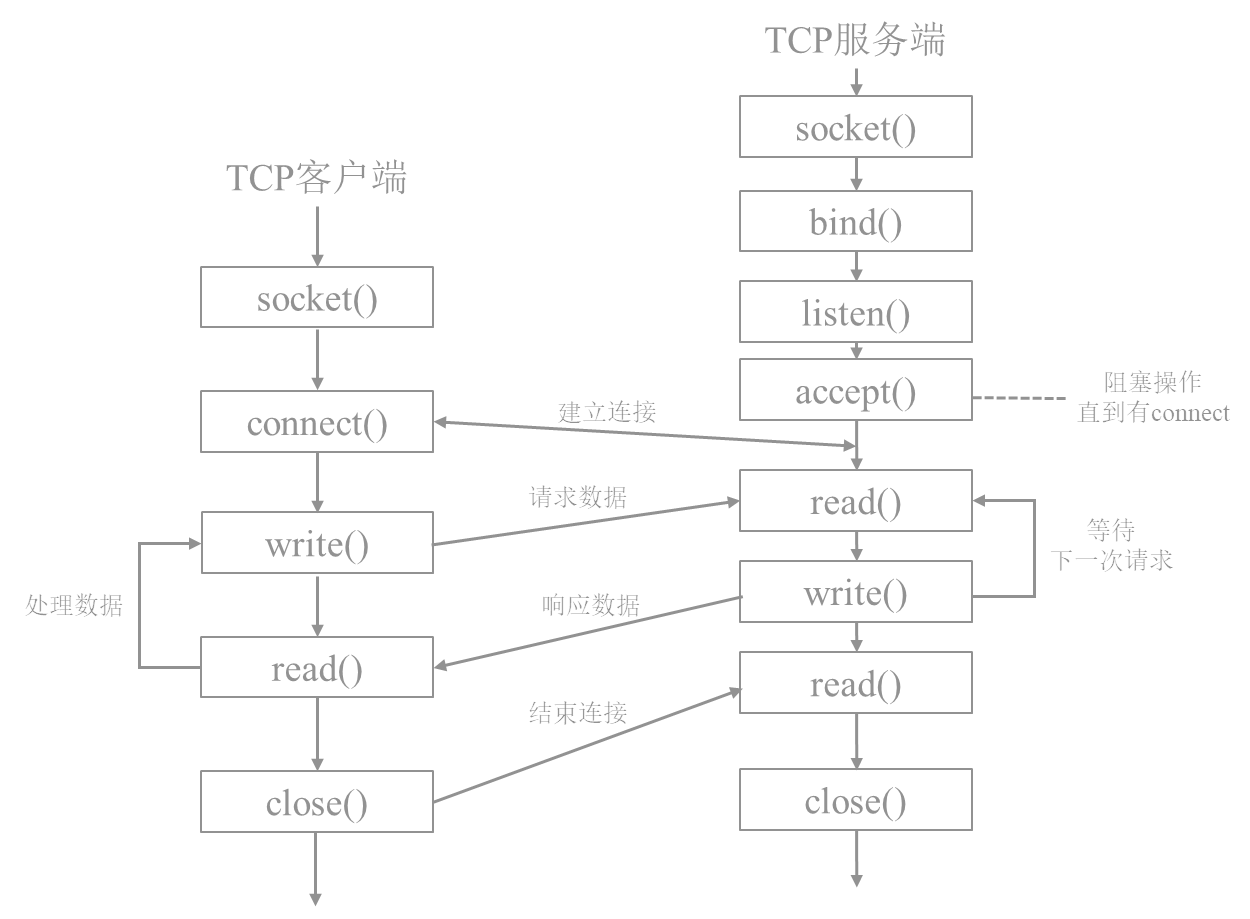 TCP服务端
socket()
bind()
listen()
accept()
阻塞操作
直到有connect
read()
等待
下一次请求
write()
read()
close()
TCP客户端
socket()
connect()
建立连接
write()
请求数据
处理数据
响应数据
read()
结束连接
close()